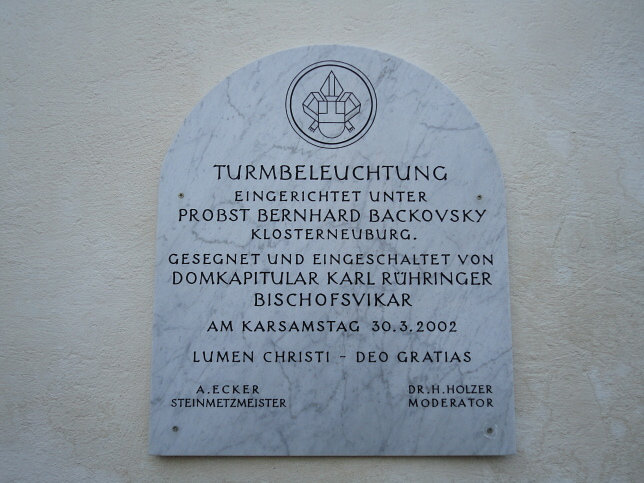 TURMBELEUCHTUNG
EINGERICHTET UNTER
PROBST BERNHARD BACKOVSKY
KLOSTERNEUBURG.
GESEGNET UND EINGESCHALTET VON
DOMKAPITULAR KARL RÜHRINGER
BISCHOFSVIKAR
AM KARSAMSTAG 30.3.2002
LUMEN CHRISTI - DEO GRATIAS
A. ECKER
STEINMETZMEISTER
DR. H. HOLZER
MODERATOR